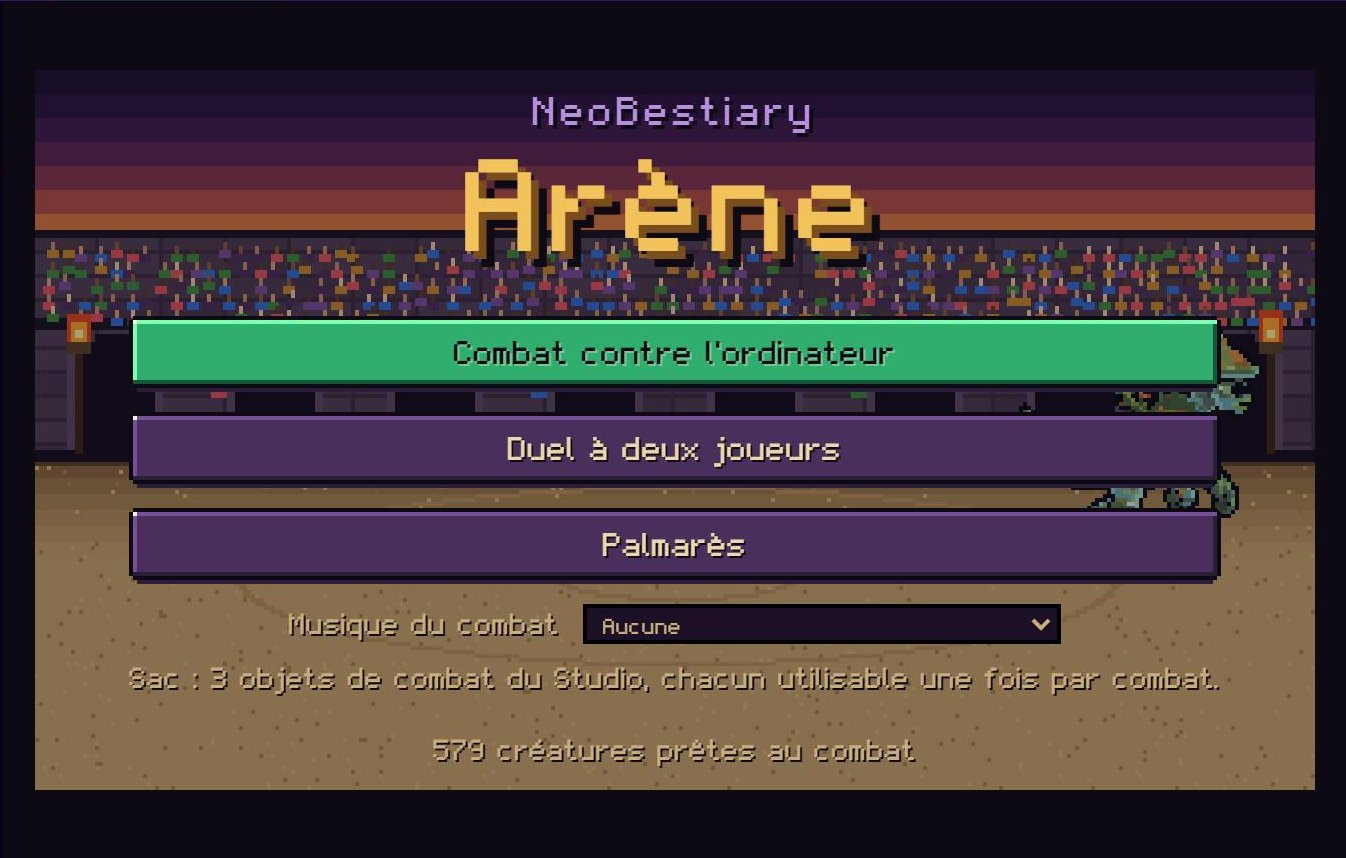 NeoBestiary
Arène
Combat contre l'ordinateur
Duel à deux joueurs
Palmarès
Musique du combat Aucune
Sac : 3 objets de combat du Studio, chacun utilisable une fois par combat.
579 créatures prêtes au combat